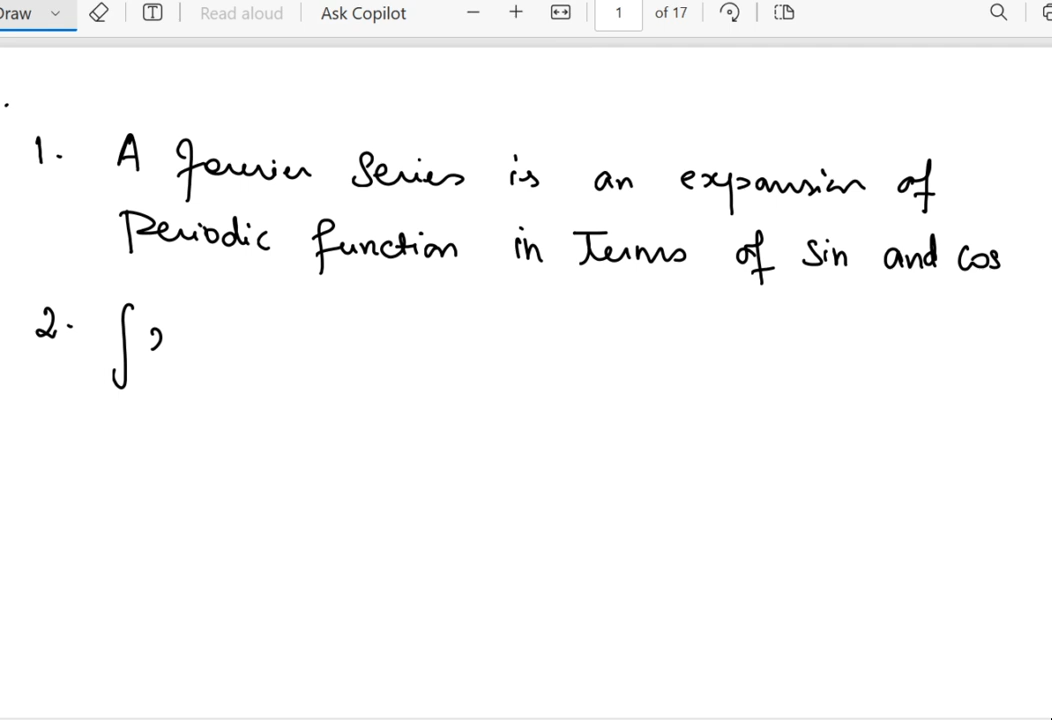 Draw Read aloud Ask Copilot 1 of 17
1. A fourier Series is an expansion of
Periodic function in Terms of Sin and Cos
2. ∫